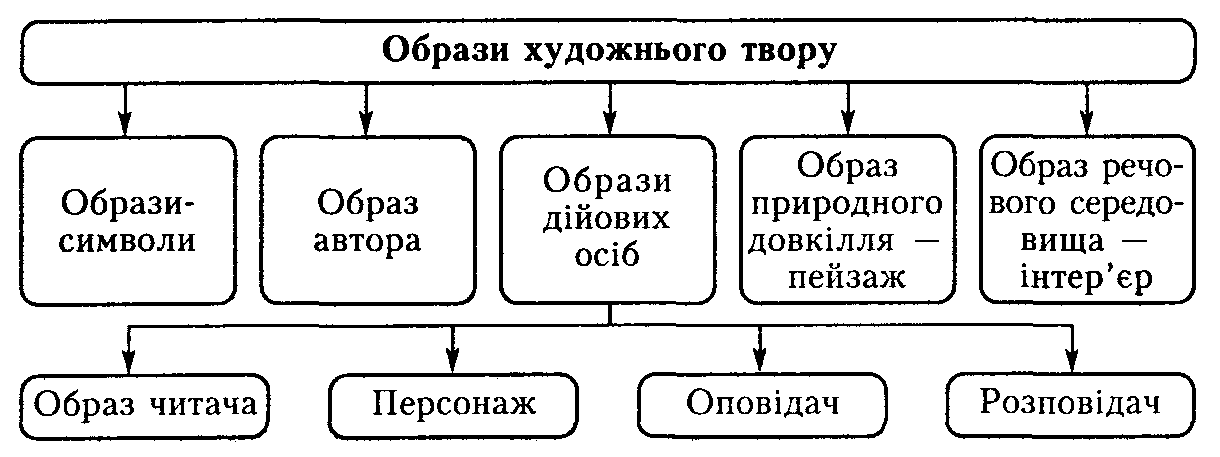 Образи художнього твору
Образи-
символи
Образ
автора
Образи
дійових
осіб
Образ
природного
довкілля —
пейзаж
Образ речо-
вого середо-
вища —
інтер’єр
Образ читача
Персонаж
Оповідач
Розповідач